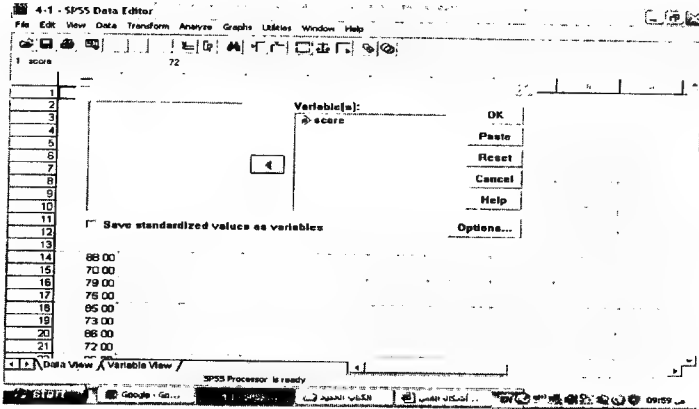 4-1 - SPSS Data Editor
File Edit View Data Transform Analyze Graphs Utilities Window Help
1 score 72
1
2
3
4
5
6
7
8
9
10
11
12
13
14 88 00
15 70 00
16 79 00
17 76 00
18 85 00
19 73 00
20 86 00
21 72 00
Variable(s):
score
OK
Paste
Reset
Cancel
Help
Options...
Save standardized values as variables
Data View Variable View
SPSS Processor is ready
start
Google - Go...
الكتاب الجديد
09:59 ص